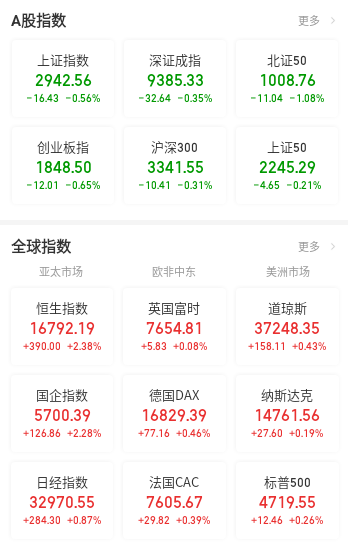 A股指数 更多
上证指数 深证成指 北证50
2942.56 9385.33 1008.76
-16.43 -0.56% -32.64 -0.35% -11.04 -1.08%
创业板指 沪深300 上证50
1848.50 3341.55 2245.29
-12.01 -0.65% -10.41 -0.31% -4.65 -0.21%
全球指数 更多
亚太市场 欧非中东 美洲市场
恒生指数 英国富时 道琼斯
16792.19 7654.81 37248.35
+390.00 +2.38% +5.83 +0.08% +158.11 +0.43%
国企指数 德国DAX 纳斯达克
5700.39 16829.39 14761.56
+126.86 +2.28% +77.16 +0.46% +27.60 +0.19%
日经指数 法国CAC 标普500
32970.55 7605.67 4719.55
+284.30 +0.87% +29.82 +0.39% +12.46 +0.26%